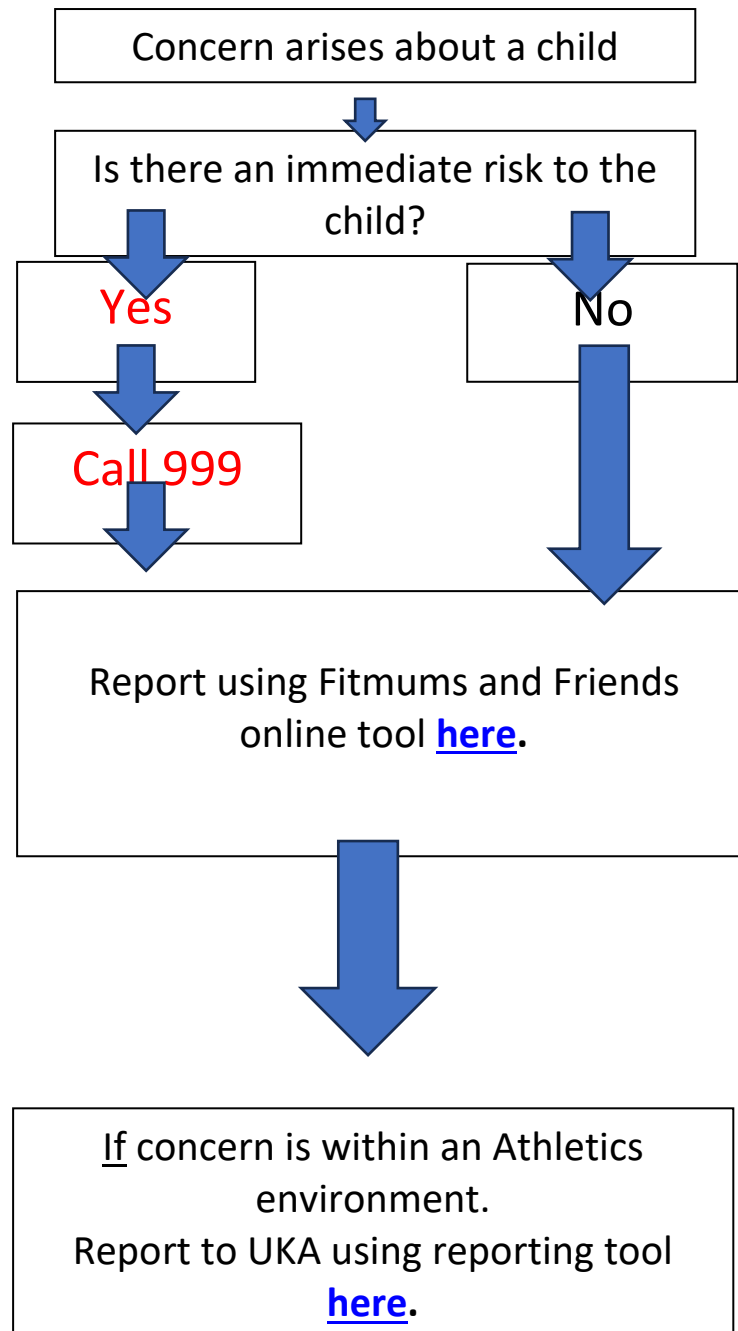 Concern arises about a child
Is there an immediate risk to the
child?
Yes
No
Call 999
Report using Fitmums and Friends
online tool here.
If concern is within an Athletics
environment.
Report to UKA using reporting tool
here.